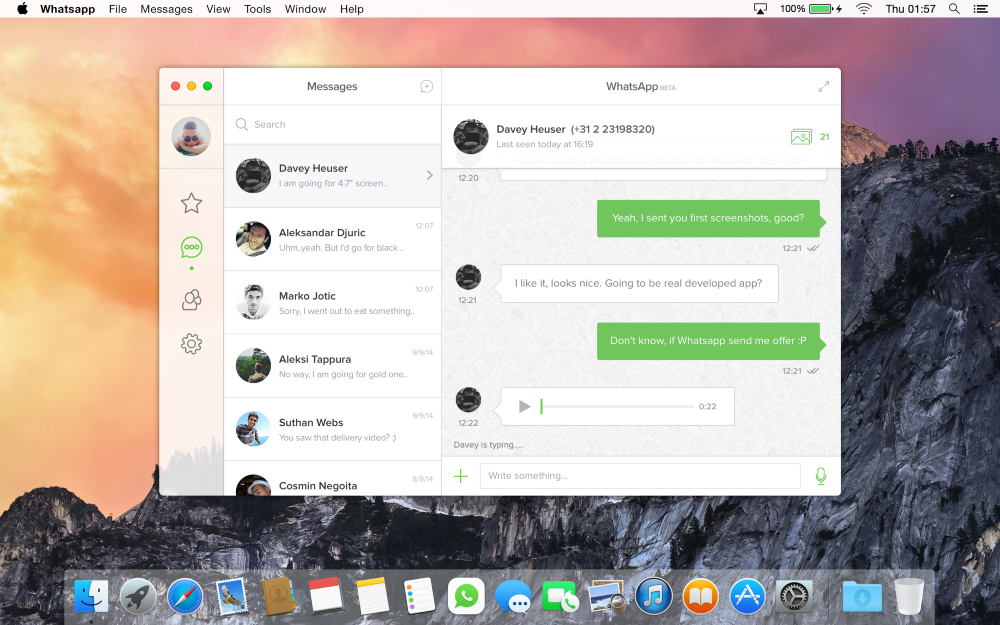 Whatsapp File Messages View Tools Window Help 100% Thu 01:57
Messages
Search
Davey Heuser
I am going for 4.7" screen..
Aleksandar Djuric 12:07
Uhm..yeah. But I'd go for black ..
Marko Jotic 10:07
Sorry, I went out to eat something..
Aleksi Tappura 9/9/14
No way, I am going for gold one..
Suthan Webs 9/9/14
You saw that delivery video? :)
Cosmin Negoita 8/9/14
WhatsApp BETA
Davey Heuser (+31 2 23198320)
Last seen today at 16:19
21
12:20
Yeah, I sent you first screenshots, good?
12:21
I like it, looks nice. Going to be real developed app?
12:21
Don't know, if Whatsapp send me offer :P
12:21
0:22
12:22
Davey is typing.....
Write something...